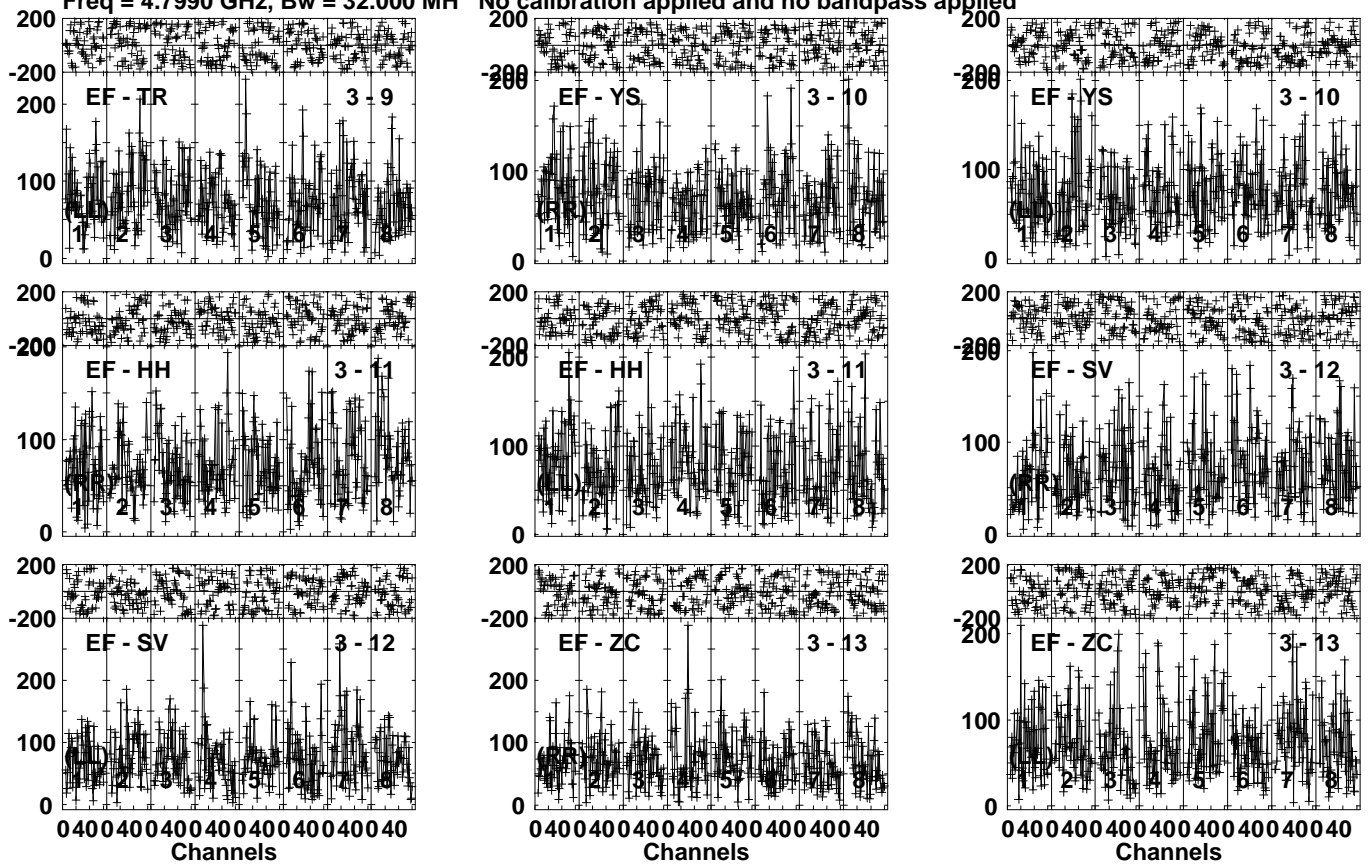 Freq = 4.7990 GHz, Bw = 32.000 MH No calibration applied and no bandpass applied
200
-200
EF - TR 3 - 9
200
100
0
(LL)
1 2 3 4 5 6 7 8
200
-200
EF - YS 3 - 10
200
100
0
(RR)
1 2 3 4 5 6 7 8
200
-200
EF - YS 3 - 10
200
100
0
(LL)
1 2 3 4 5 6 7 8
200
-200
EF - HH 3 - 11
200
100
0
(RR)
1 2 3 4 5 6 7 8
200
-200
EF - HH 3 - 11
200
100
0
(LL)
1 2 3 4 5 6 7 8
200
-200
EF - SV 3 - 12
200
100
0
(RR)
1 2 3 4 5 6 7 8
200
-200
EF - SV 3 - 12
200
100
0
(LL)
1 2 3 4 5 6 7 8
0 40 0 40 0 40 0 40 0 40 0 40 0 40 0 40
Channels
200
-200
EF - ZC 3 - 13
200
100
0
(RR)
1 2 3 4 5 6 7 8
0 40 0 40 0 40 0 40 0 40 0 40 0 40 0 40
Channels
200
-200
EF - ZC 3 - 13
200
100
0
(LL)
1 2 3 4 5 6 7 8
0 40 0 40 0 40 0 40 0 40 0 40 0 40 0 40
Channels